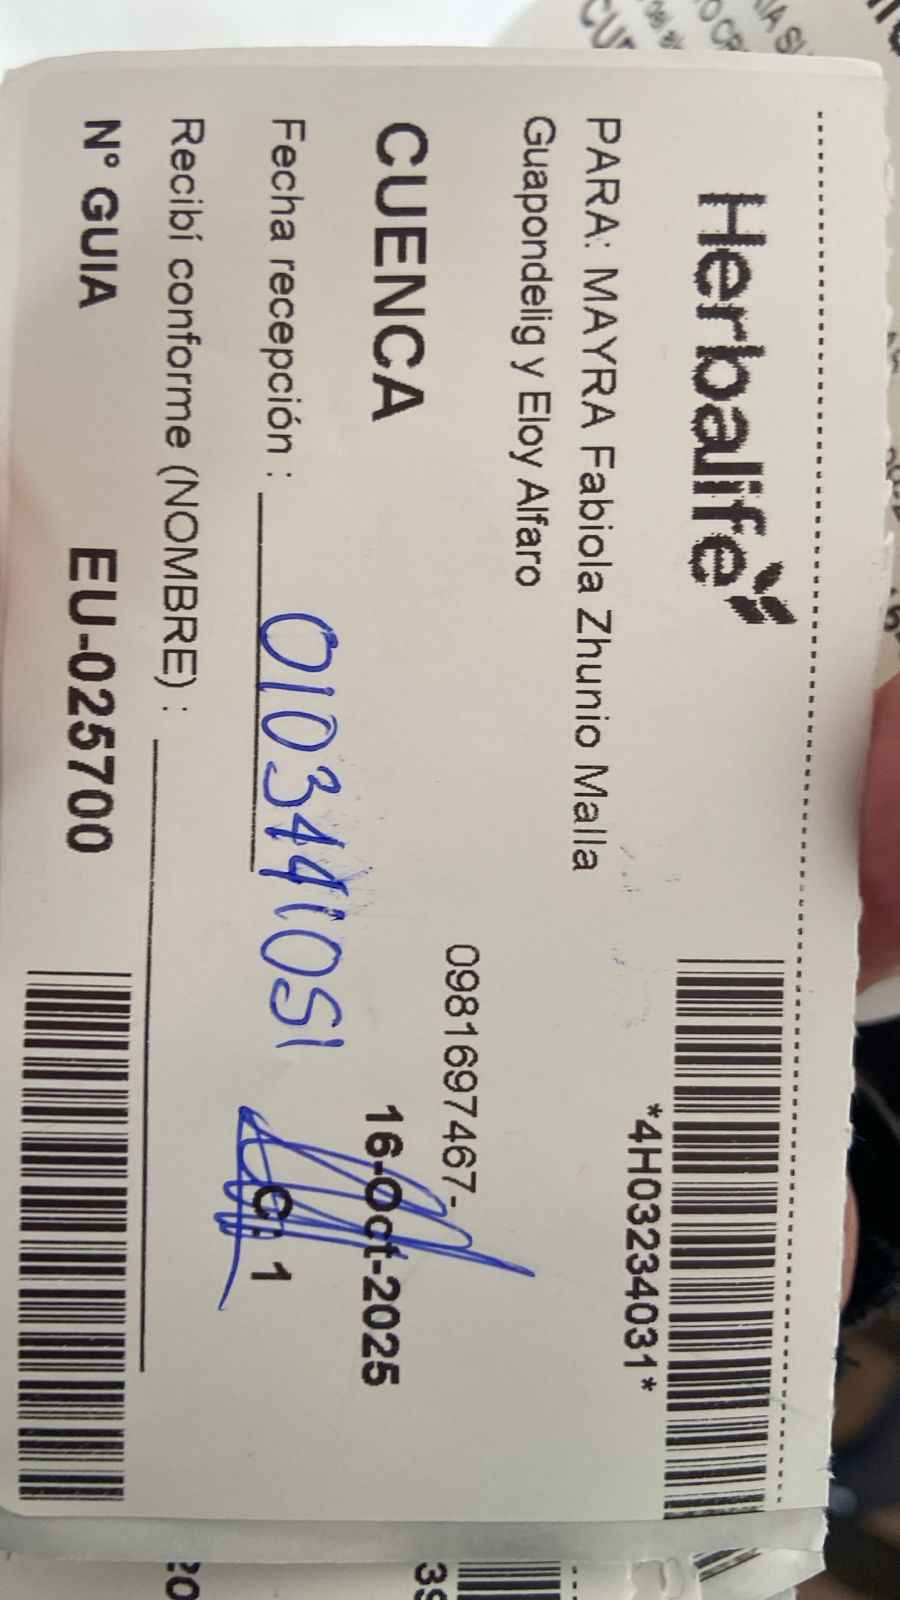 Herbalife
*4H03234031*
PARA: MAYRA Fabiola Zhunio Malla
Guapondelig y Eloy Alfaro
0981697467-
CUENCA
16-Oct-2025
Fecha recepción :
0103441051
C: 1
Recibí conforme (NOMBRE) :
N° GUIA
EU-025700